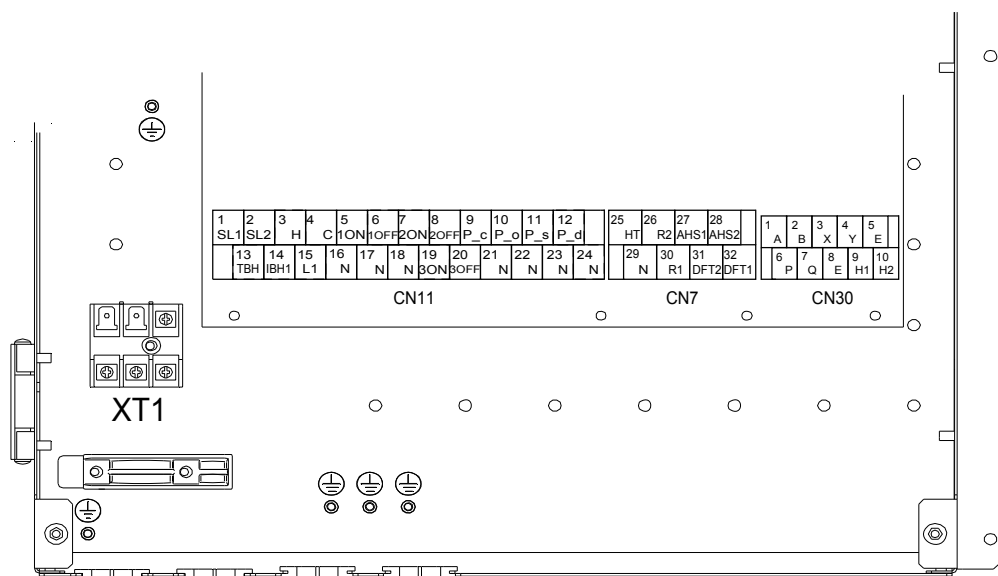 1 2 3 4 5 6 7 8 9 10 11 12
SL1 SL2 H C 1ON 1OFF 2ON 2OFF P_c P_o P_s P_d
13 14 15 16 17 18 19 20 21 22 23 24
TBH IBH1 L1 N N N 3ON 3OFF N N N N
CN11
25 26 27 28
HT R2 AHS1 AHS2
29 30 31 32
N R1 DFT2 DFT1
CN7
1 2 3 4 5
A B X Y E
6 7 8 9 10
P Q E H1 H2
CN30
XT1